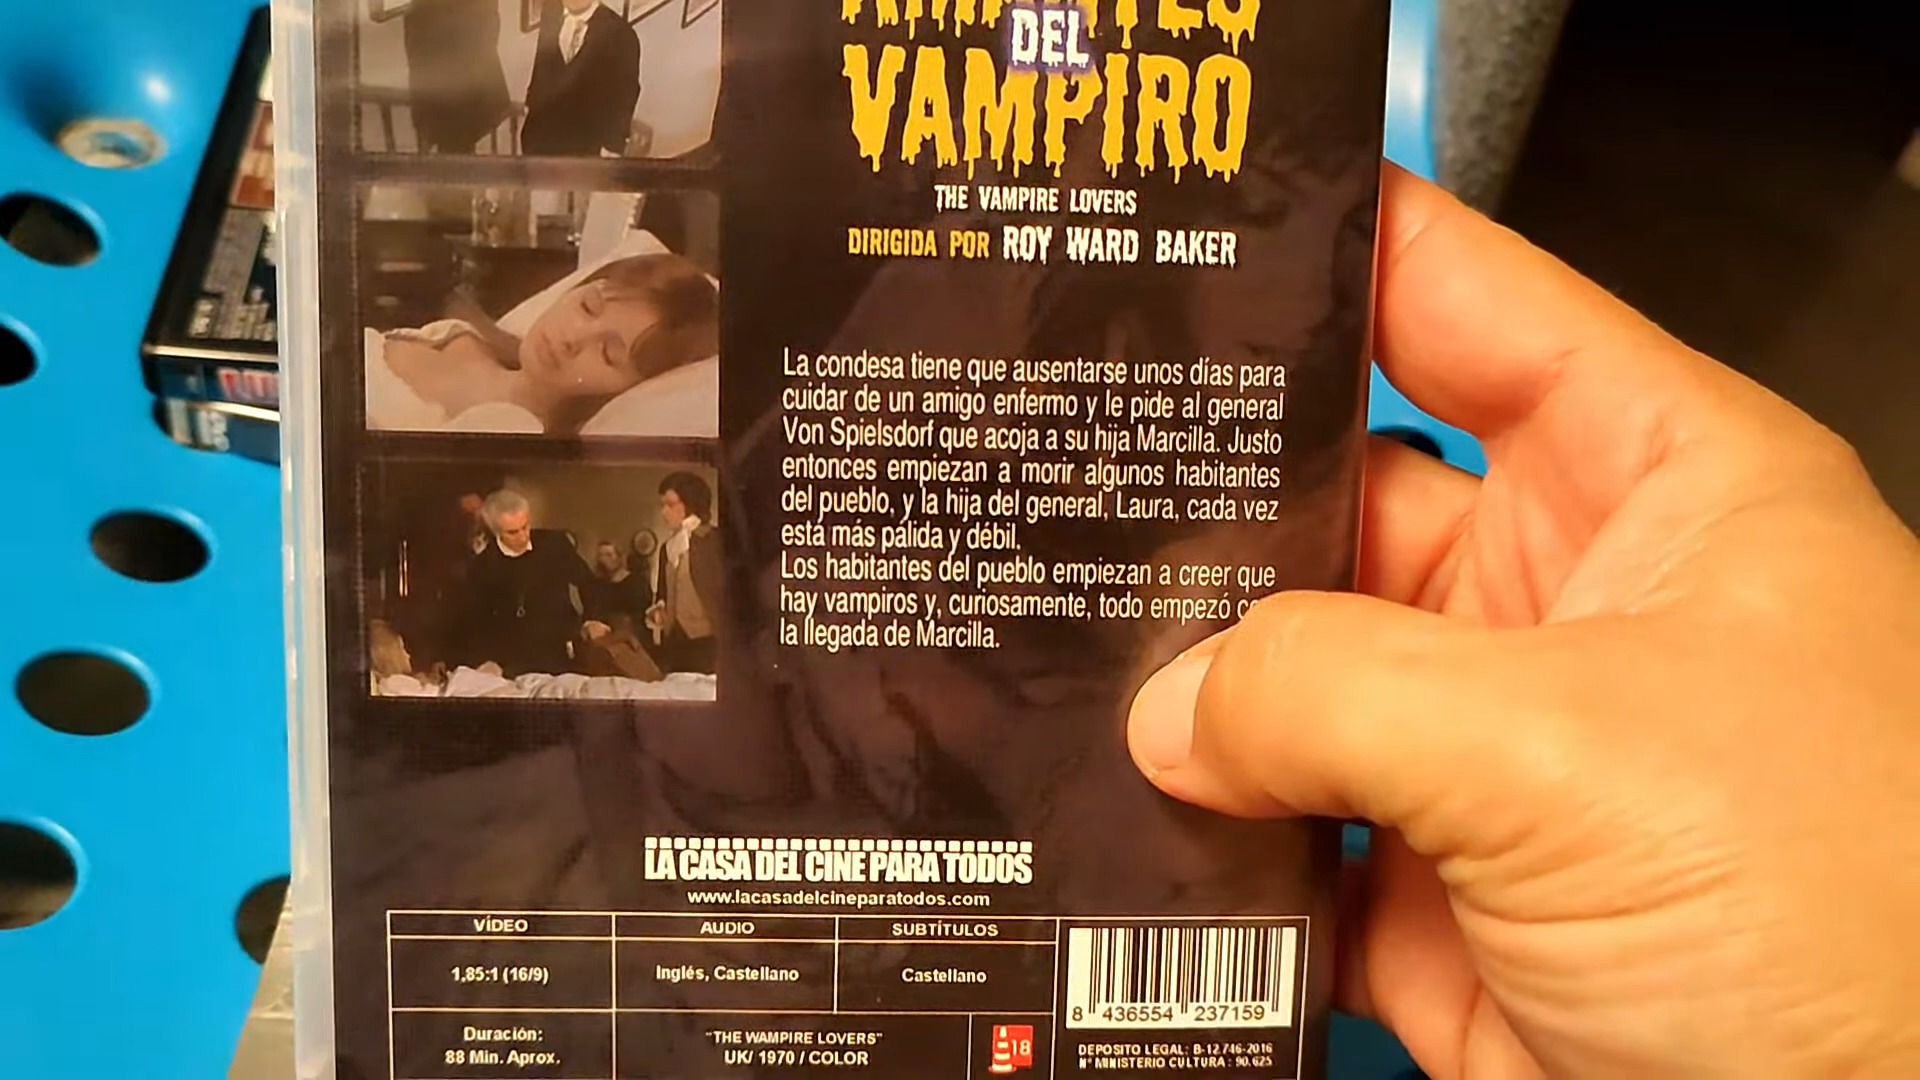 DEL
VAMPIRO
THE VAMPIRE LOVERS
DIRIGIDA POR ROY WARD BAKER
La condesa tiene que ausentarse unos días para
cuidar de un amigo enfermo y le pide al general
Von Spielsdorf que acoja a su hija Marcilla. Justo
entonces empiezan a morir algunos habitantes
del pueblo, y la hija del general, Laura, cada vez
está más pálida y débil.
Los habitantes del pueblo empiezan a creer que
hay vampiros y, curiosamente, todo empezó
la llegada de Marcilla.
LA CASA DEL CINE PARA TODOS
www.lacasadelcineparatodos.com
VÍDEO AUDIO SUBTÍTULOS
1,85:1 (16/9) Inglés, Castellano Castellano
8 436554 237159
Duración:
88 Min. Aprox.
"THE WAMPIRE LOVERS"
UK/ 1970 / COLOR
18
DEPOSITO LEGAL: B-12.746-2016
Nº MINISTERIO CULTURA : 90.625